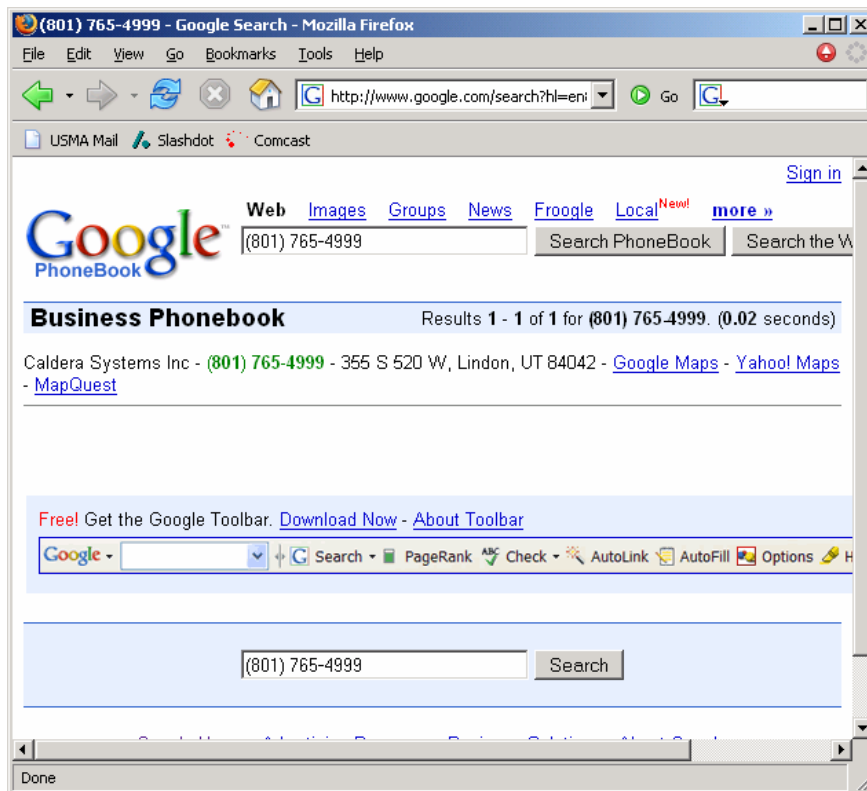 (801) 765-4999 - Google Search - Mozilla Firefox
File Edit View Go Bookmarks Tools Help
http://www.google.com/search?hl=en& Go
USMA Mail Slashdot Comcast
Sign in
Web Images Groups News Froogle Local New! more »
Google™
PhoneBook
(801) 765-4999 Search PhoneBook Search the W
Business Phonebook Results 1 - 1 of 1 for (801) 765-4999. (0.02 seconds)
Caldera Systems Inc - (801) 765-4999 - 355 S 520 W, Lindon, UT 84042 - Google Maps - Yahoo! Maps
- MapQuest
Free! Get the Google Toolbar. Download Now - About Toolbar
Google Search PageRank ABC Check AutoLink AutoFill Options H
(801) 765-4999 Search
Done